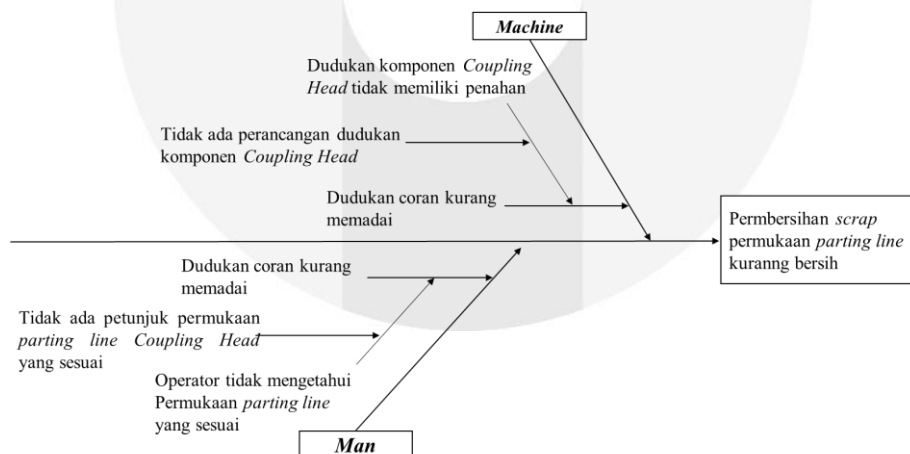 Machine
Dudukan komponen Coupling
Head tidak memiliki penahan
Tidak ada perancangan dudukan
komponen Coupling Head
Dudukan coran kurang
memadai
Permbersihan scrap
permukaan parting line
kuranng bersih
Dudukan coran kurang
memadai
Tidak ada petunjuk permukaan
parting line Coupling Head
yang sesuai
Operator tidak mengetahui
Permukaan parting line
yang sesuai
Man